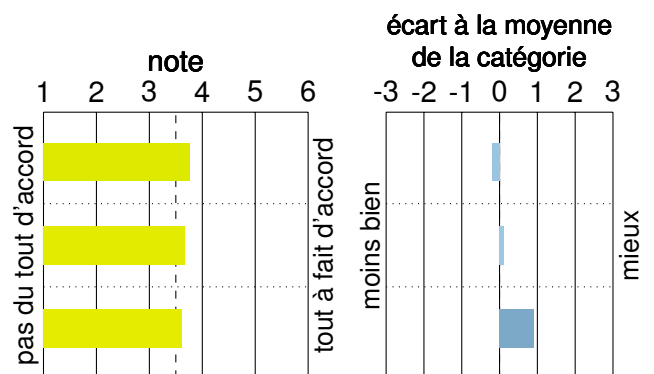 note
1 2 3 4 5 6
pas du tout d'accord
tout à fait d'accord
écart à la moyenne
de la catégorie
-3 -2 -1 0 1 2 3
moins bien
mieux